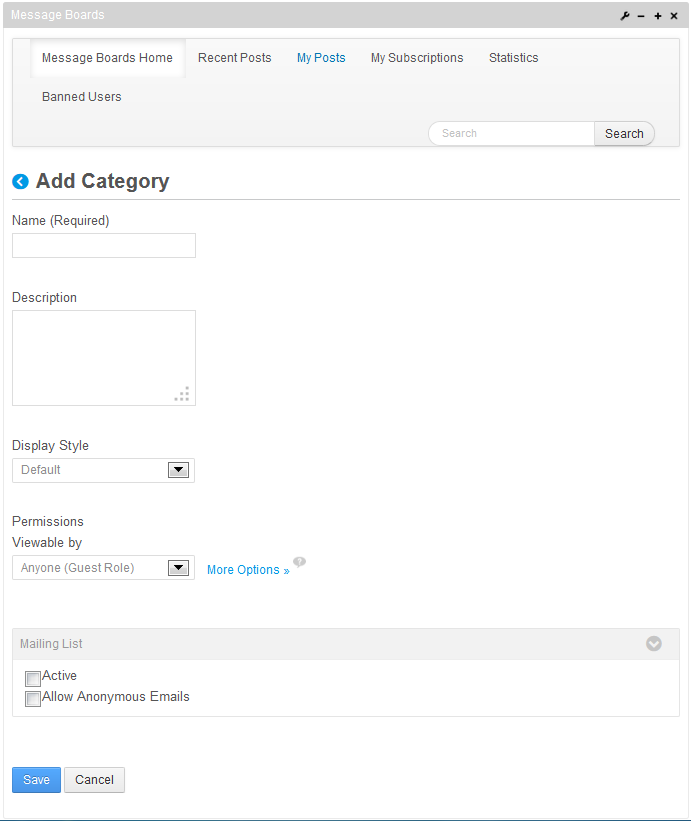 Message Boards
Message Boards Home Recent Posts My Posts My Subscriptions Statistics
Banned Users
Search Search
Add Category
Name (Required)
Description
Display Style
Default
Permissions
Viewable by
Anyone (Guest Role) More Options » ?
Mailing List
Active
Allow Anonymous Emails
Save Cancel